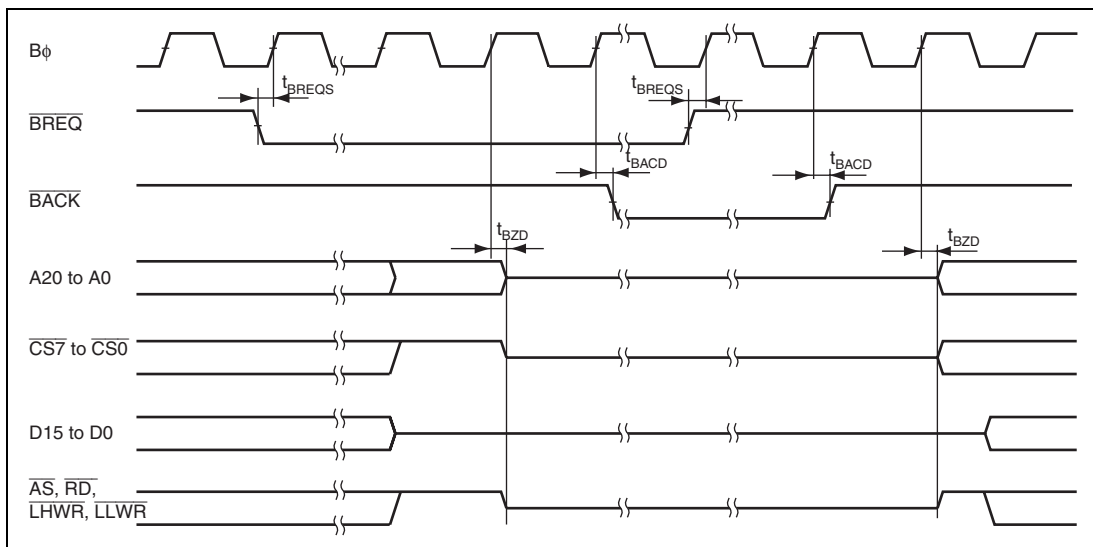 Bϕ
tBREQS
tBREQS
BREQ
tBACD
tBACD
BACK
tBZD
tBZD
A20 to A0
CS7 to CS0
D15 to D0
AS, RD,
LHWR, LLWR